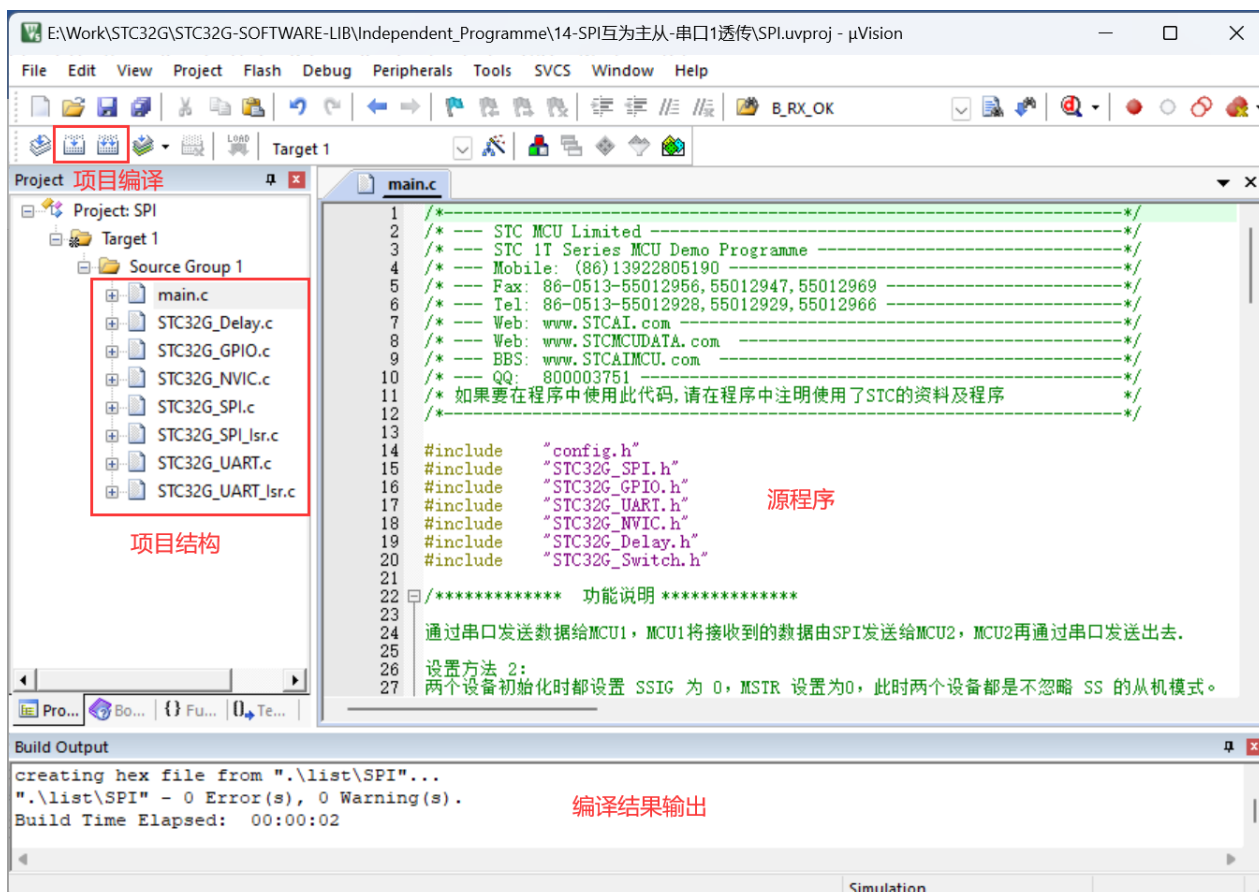 E:\Work\STC32G\STC32G-SOFTWARE-LIB\Independent_Programme\14-SPI互为主从-串口1透传\SPI.uvproj - µVision
File Edit View Project Flash Debug Peripherals Tools SVCS Window Help
B_RX_OK
LOAD Target 1
Project 项目编译
main.c
Project: SPI
Target 1
Source Group 1
main.c
STC32G_Delay.c
STC32G_GPIO.c
STC32G_NVIC.c
STC32G_SPI.c
STC32G_SPI_Isr.c
STC32G_UART.c
STC32G_UART_Isr.c
项目结构
Pro... Bo... {} Fu... 0 Te...
1 /*---------------------------------------------------------------------*/
2 /* --- STC MCU Limited ------------------------------------------------*/
3 /* --- STC 1T Series MCU Demo Programme -------------------------------*/
4 /* --- Mobile: (86)13922805190 ----------------------------------------*/
5 /* --- Fax: 86-0513-55012956,55012947,55012969 ------------------------*/
6 /* --- Tel: 86-0513-55012928,55012929,55012966 ------------------------*/
7 /* --- Web: www.STCAI.com ---------------------------------------------*/
8 /* --- Web: www.STCMCUDATA.com  ---------------------------------------*/
9 /* --- BBS: www.STCAIMCU.com  -----------------------------------------*/
10 /* --- QQ:  800003751 -------------------------------------------------*/
11 /* 如果要在程序中使用此代码,请在程序中注明使用了STC的资料及程序 */
12 /*---------------------------------------------------------------------*/
13
14 #include "config.h"
15 #include "STC32G_SPI.h"
16 #include "STC32G_GPIO.h"
17 #include "STC32G_UART.h"
18 #include "STC32G_NVIC.h"
19 #include "STC32G_Delay.h"
20 #include "STC32G_Switch.h"
源程序
21
22 /************* 功能说明 **************
23
24 通过串口发送数据给MCU1，MCU1将接收到的数据由SPI发送给MCU2，MCU2再通过串口发送出去.
25
26 设置方法 2:
27 两个设备初始化时都设置 SSIG 为 0，MSTR 设置为0，此时两个设备都是不忽略 SS 的从机模式。
Build Output
creating hex file from ".\list\SPI"...
".\list\SPI" - 0 Error(s), 0 Warning(s).
Build Time Elapsed:  00:00:02
编译结果输出
Simulation